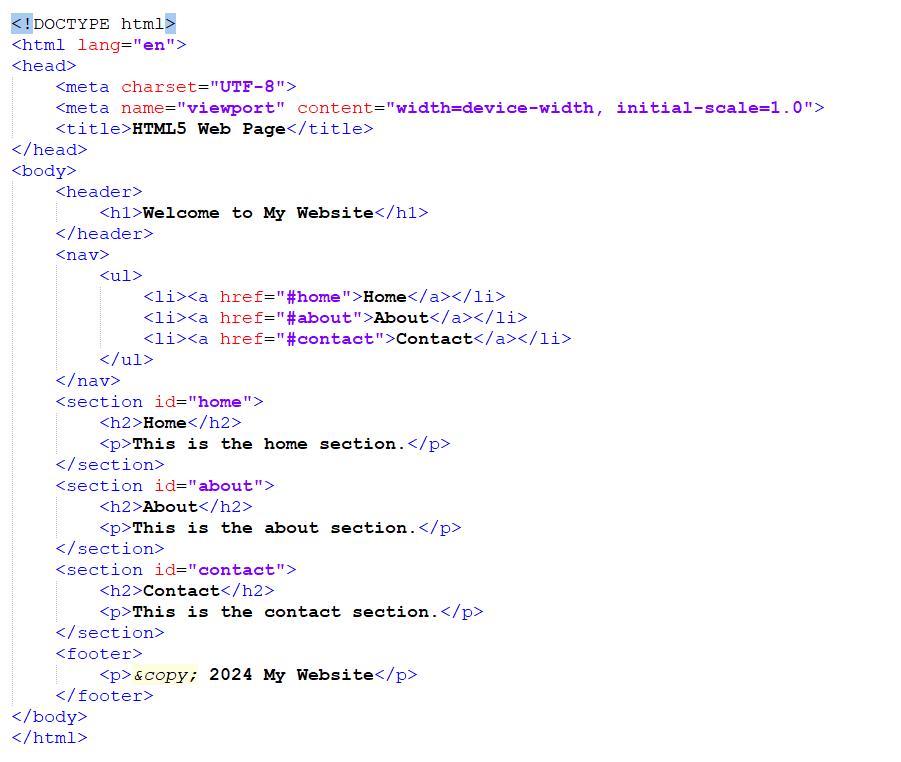 <!DOCTYPE html>
<html lang="en">
<head>
    <meta charset="UTF-8">
    <meta name="viewport" content="width=device-width, initial-scale=1.0">
    <title>HTML5 Web Page</title>
</head>
<body>
    <header>
        <h1>Welcome to My Website</h1>
    </header>
    <nav>
        <ul>
            <li><a href="#home">Home</a></li>
            <li><a href="#about">About</a></li>
            <li><a href="#contact">Contact</a></li>
        </ul>
    </nav>
    <section id="home">
        <h2>Home</h2>
        <p>This is the home section.</p>
    </section>
    <section id="about">
        <h2>About</h2>
        <p>This is the about section.</p>
    </section>
    <section id="contact">
        <h2>Contact</h2>
        <p>This is the contact section.</p>
    </section>
    <footer>
        <p>&copy; 2024 My Website</p>
    </footer>
</body>
</html>